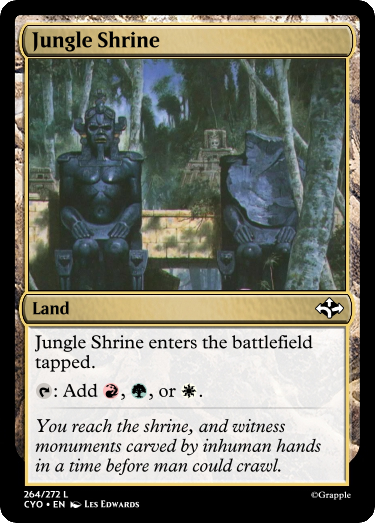 Jungle Shrine
Land
Jungle Shrine enters the battlefield
tapped.
: Add , , or .
You reach the shrine, and witness
monuments carved by inhuman hands
in a time before man could crawl.
264/272 L
CYO • EN Les Edwards
©Grapple